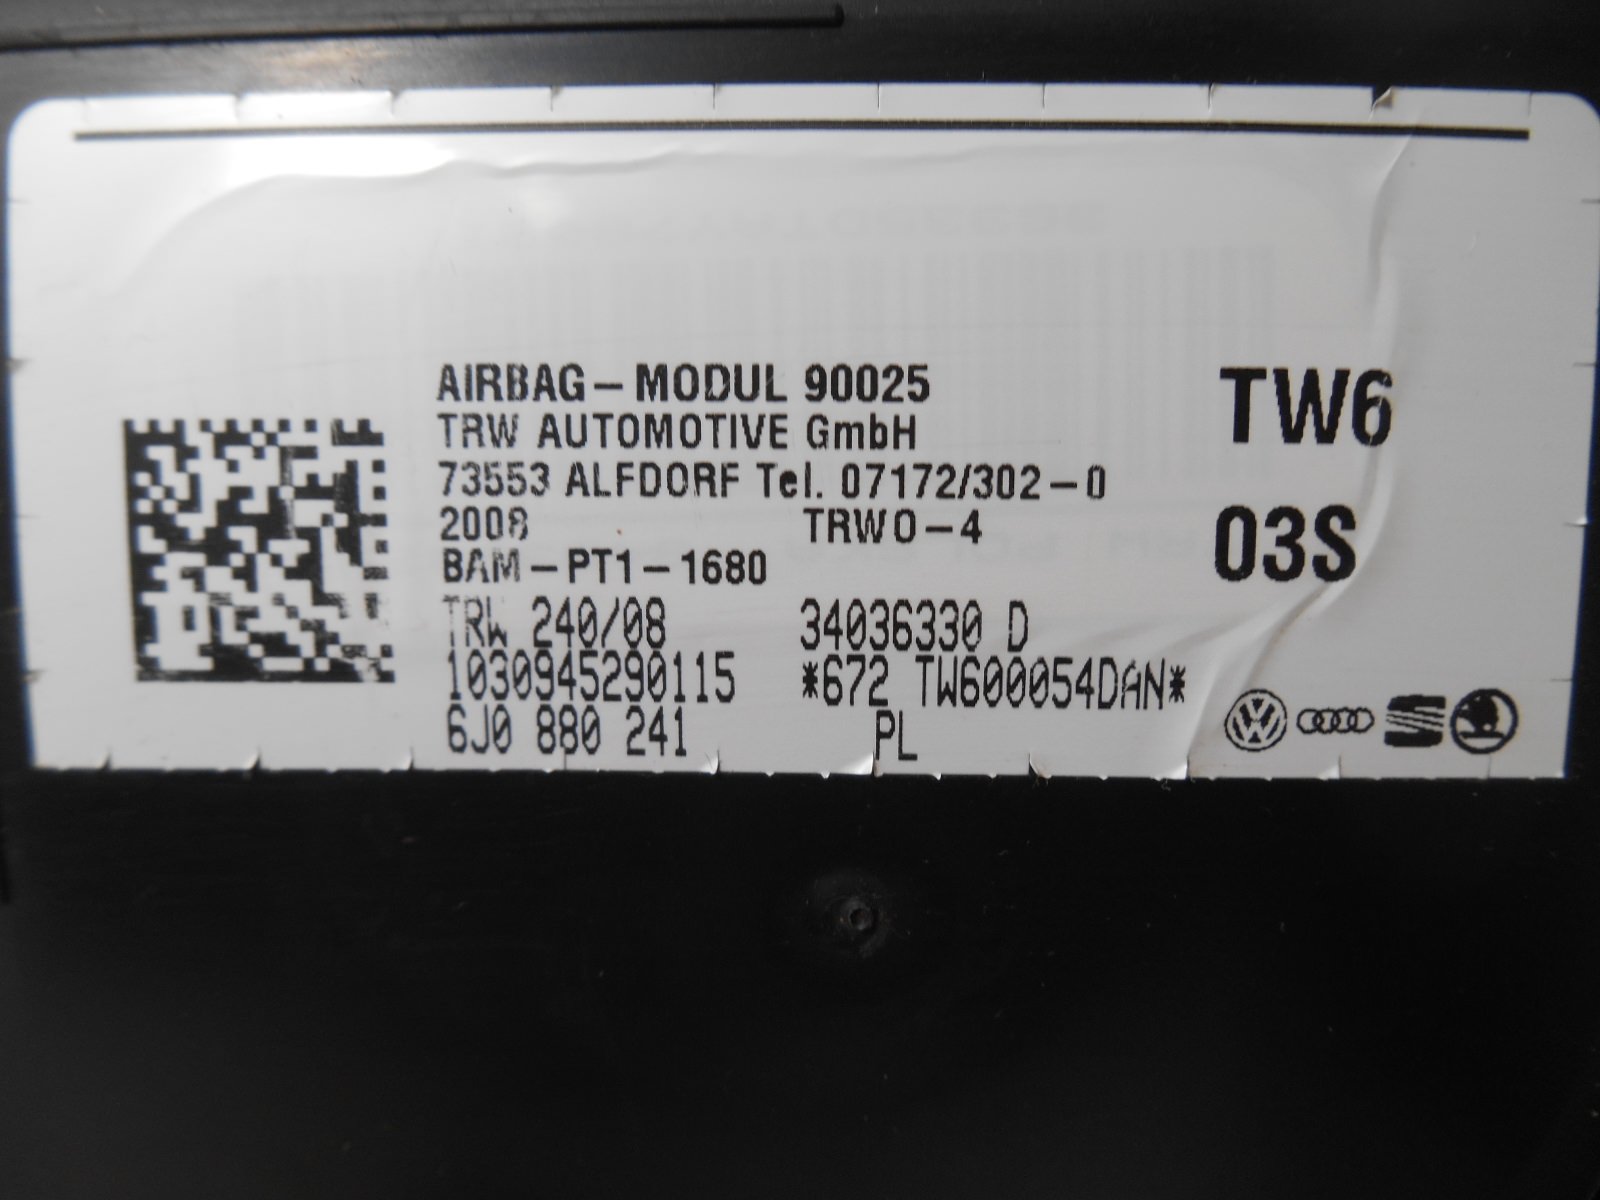 AIRBAG-MODUL 90025
TRW AUTOMOTIVE GmbH
73553 ALFDORF Tel. 07172/302-0
2008 TRWO-4
BAM-PT1-1680
TW6
03S
TRW 240/08 34036330 D
1030945290115 *672 TW600054DAN*
6J0 880 241 PL